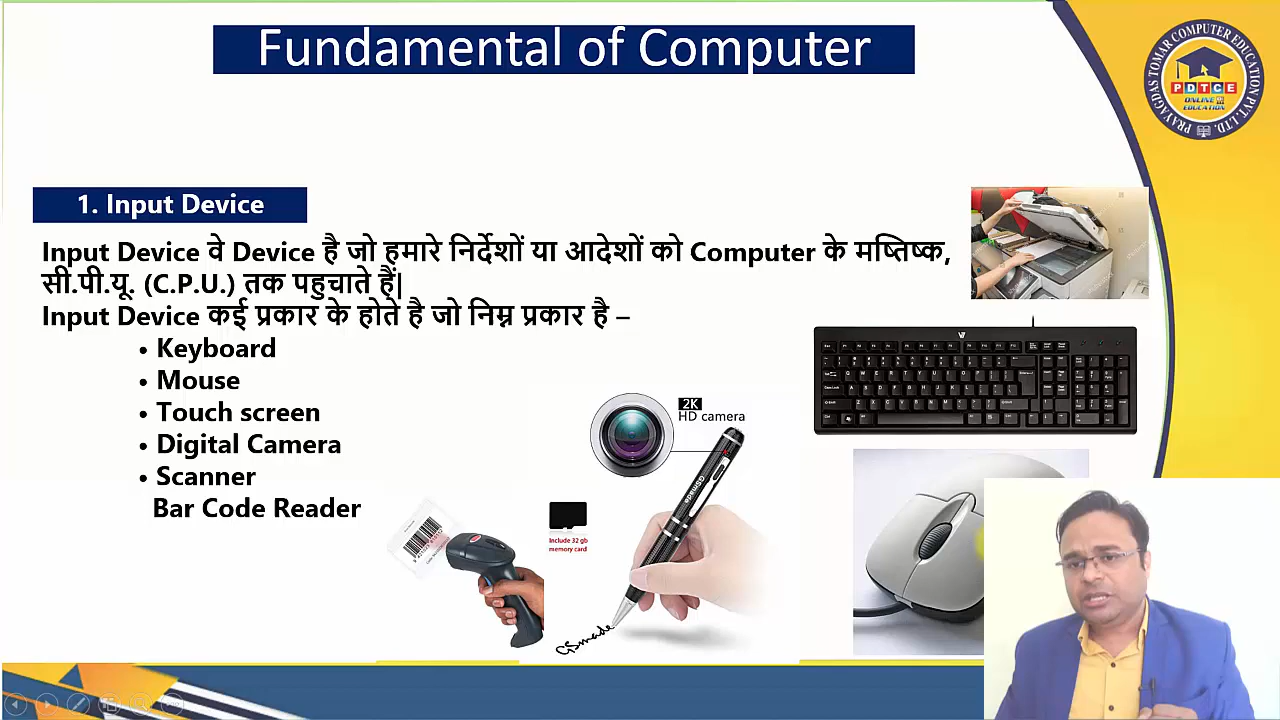 Fundamental of Computer
PRAYAGDAS TOMAR COMPUTER EDUCATION PVT. LTD.
PDTCE
ONLINE
EDUCATION
1. Input Device
Input Device वे Device है जो हमारे निर्देशों या आदेशों को Computer के मष्तिष्क,
सी.पी.यू. (C.P.U.) तक पहुचाते हैं|
Input Device कई प्रकार के होते है जो निम्न प्रकार है –
• Keyboard
• Mouse
• Touch screen
• Digital Camera
• Scanner
Bar Code Reader
2K
HD camera
Include 32 gb
memory card
GSmade
GSmade